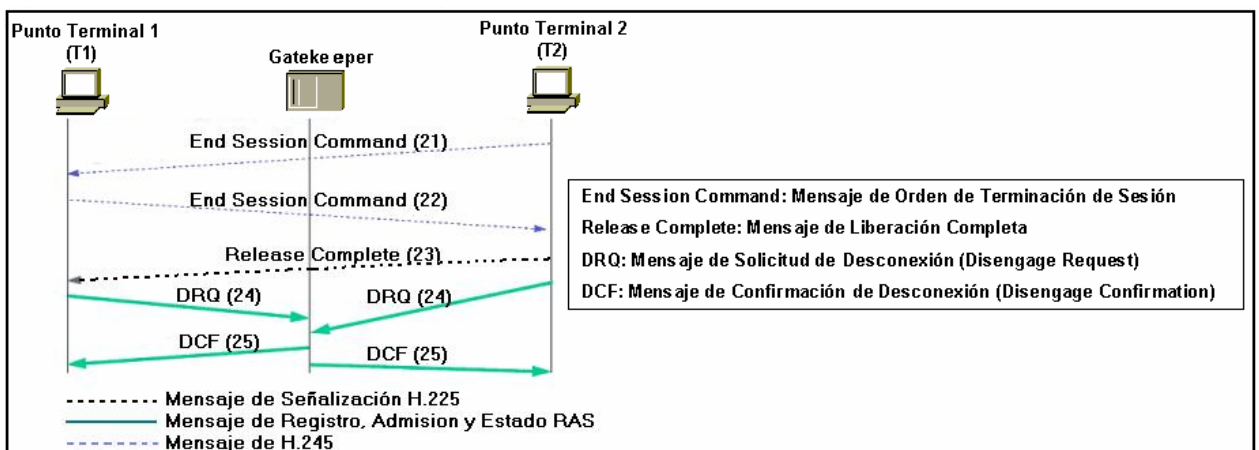 Punto Terminal 1
(T1)
Gatekeeper
Punto Terminal 2
(T2)
End Session Command (21)
End Session Command (22)
Release Complete (23)
DRQ (24)
DRQ (24)
DCF (25)
DCF (25)
End Session Command: Mensaje de Orden de Terminación de Sesión
Release Complete: Mensaje de Liberación Completa
DRQ: Mensaje de Solicitud de Desconexión (Disengage Request)
DCF: Mensaje de Confirmación de Desconexión (Disengage Confirmation)
Mensaje de Señalización H.225
Mensaje de Registro, Admision y Estado RAS
Mensaje de H.245